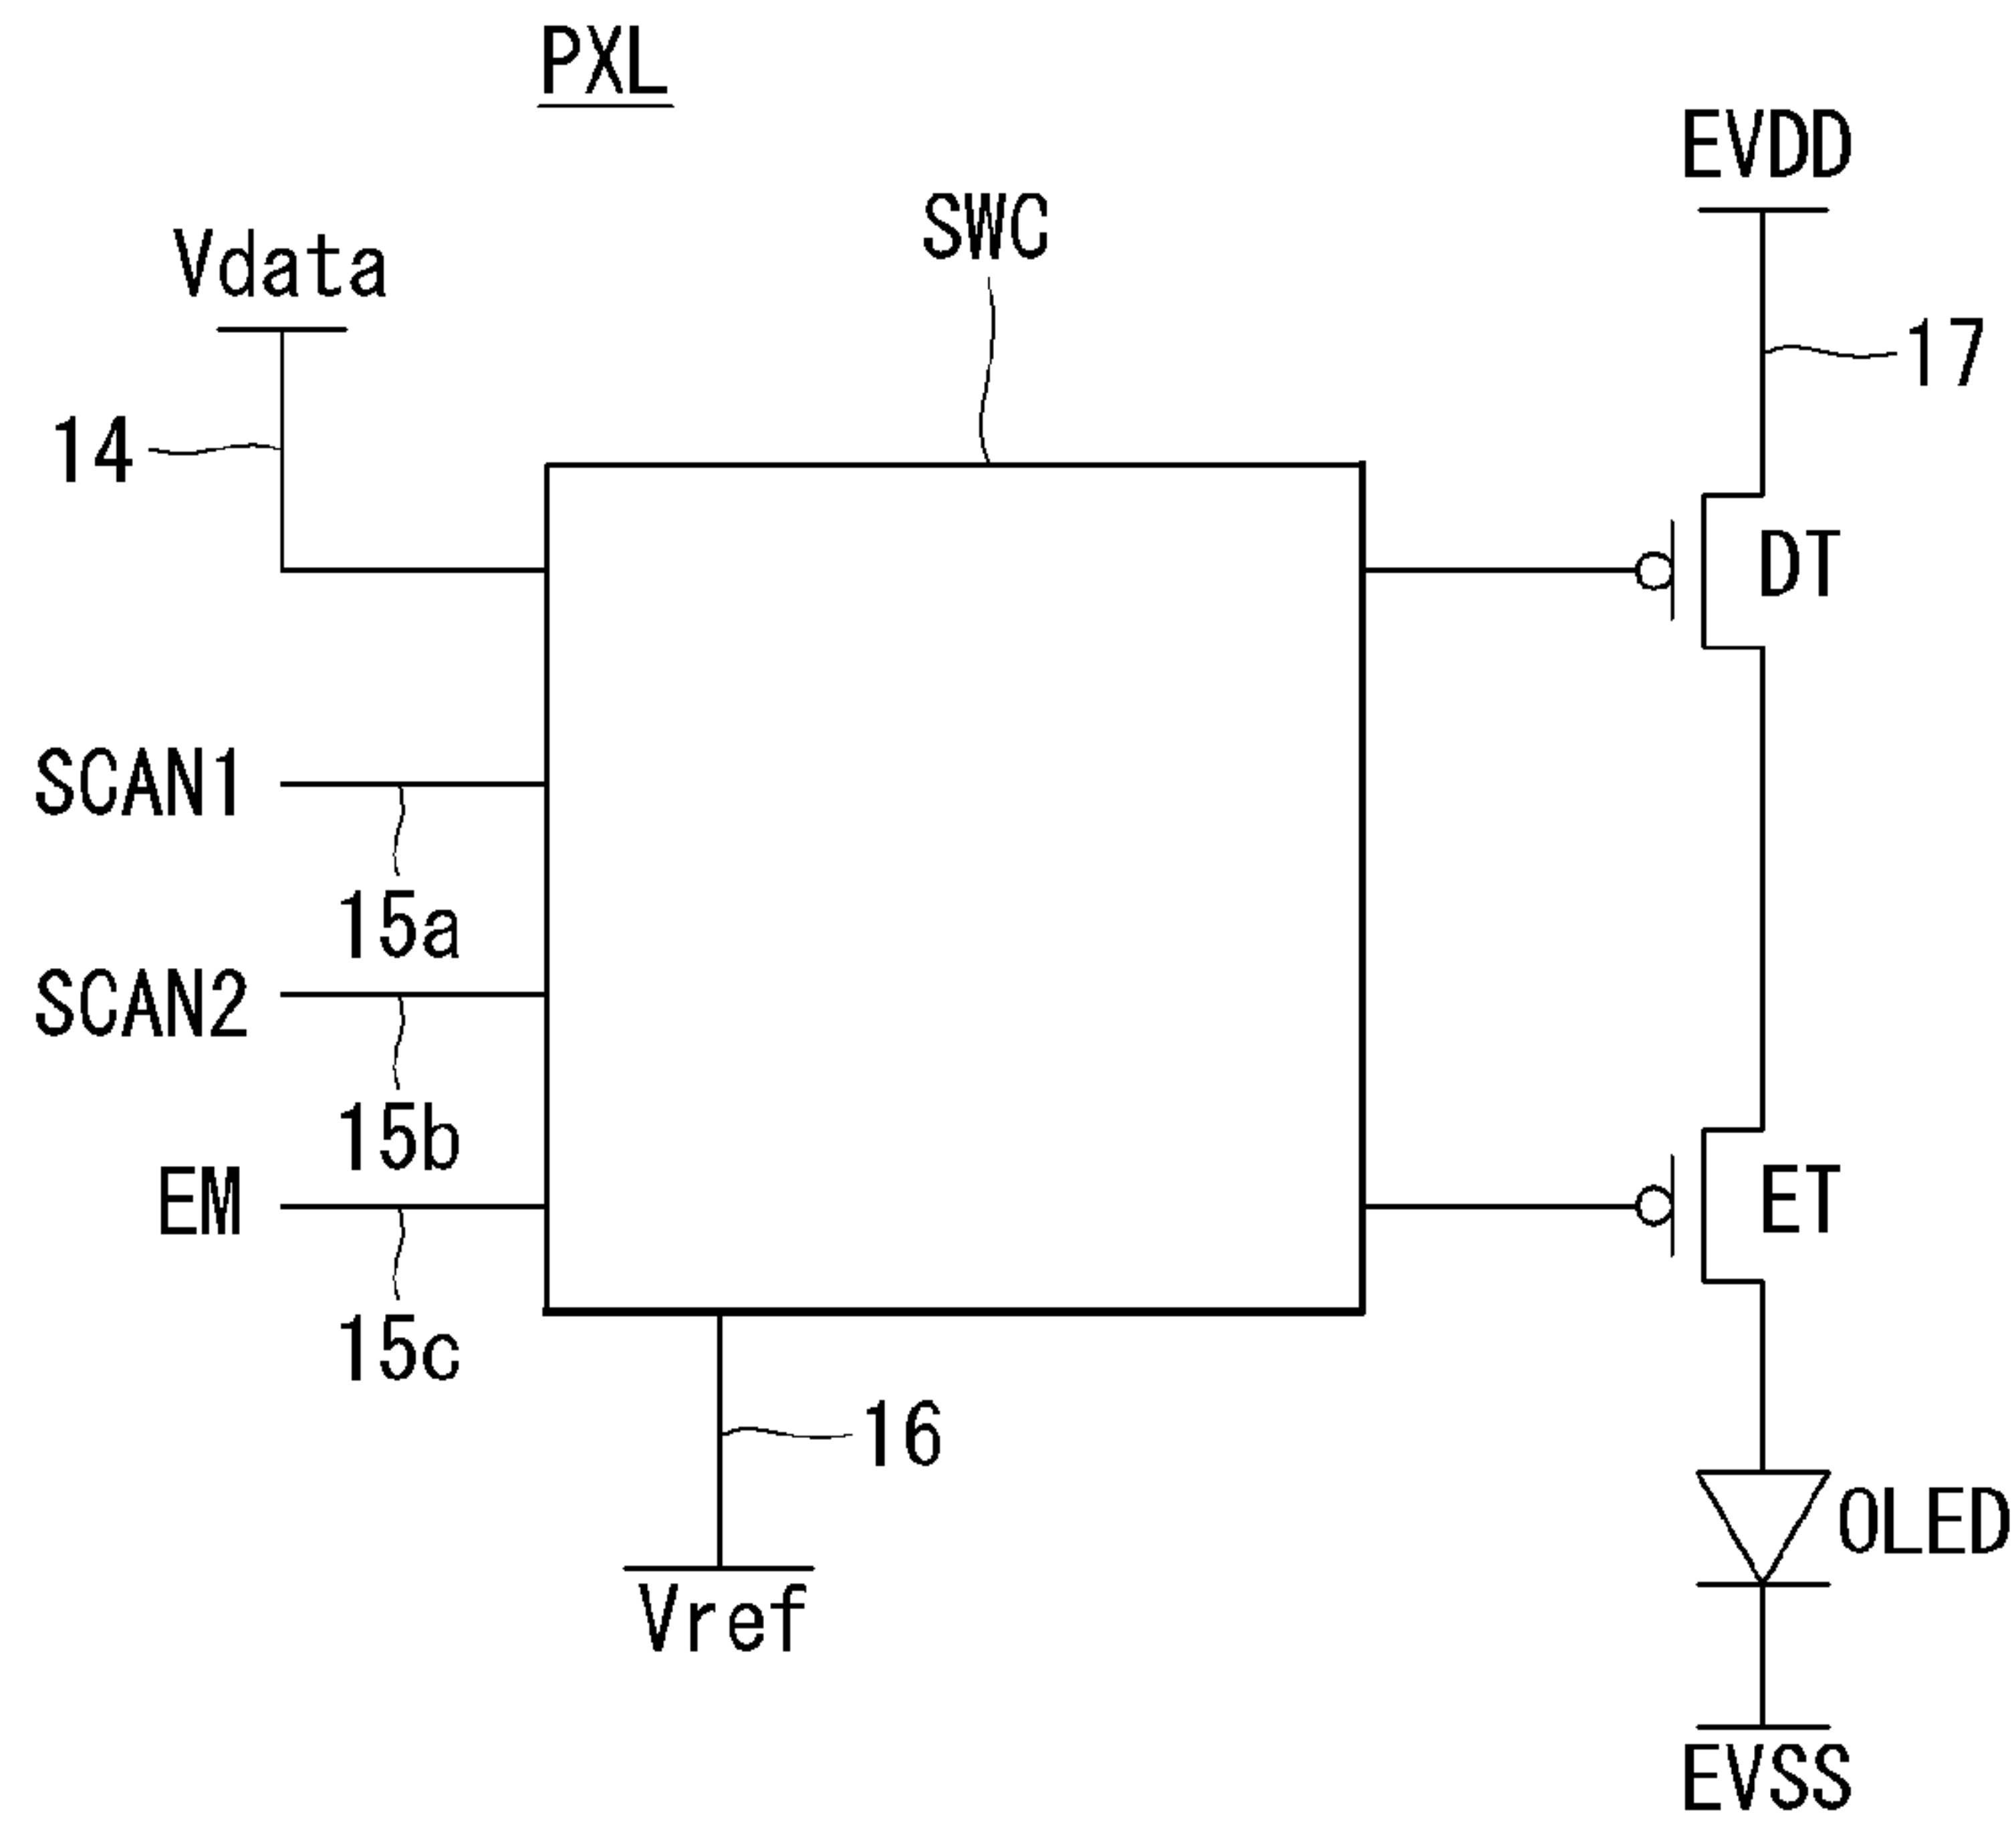 PXL
EVDD
SWC
Vdata
17
14
DT
SCAN1
15a
SCAN2
15b
EM
ET
15c
16
OLED
Vref
EVSS